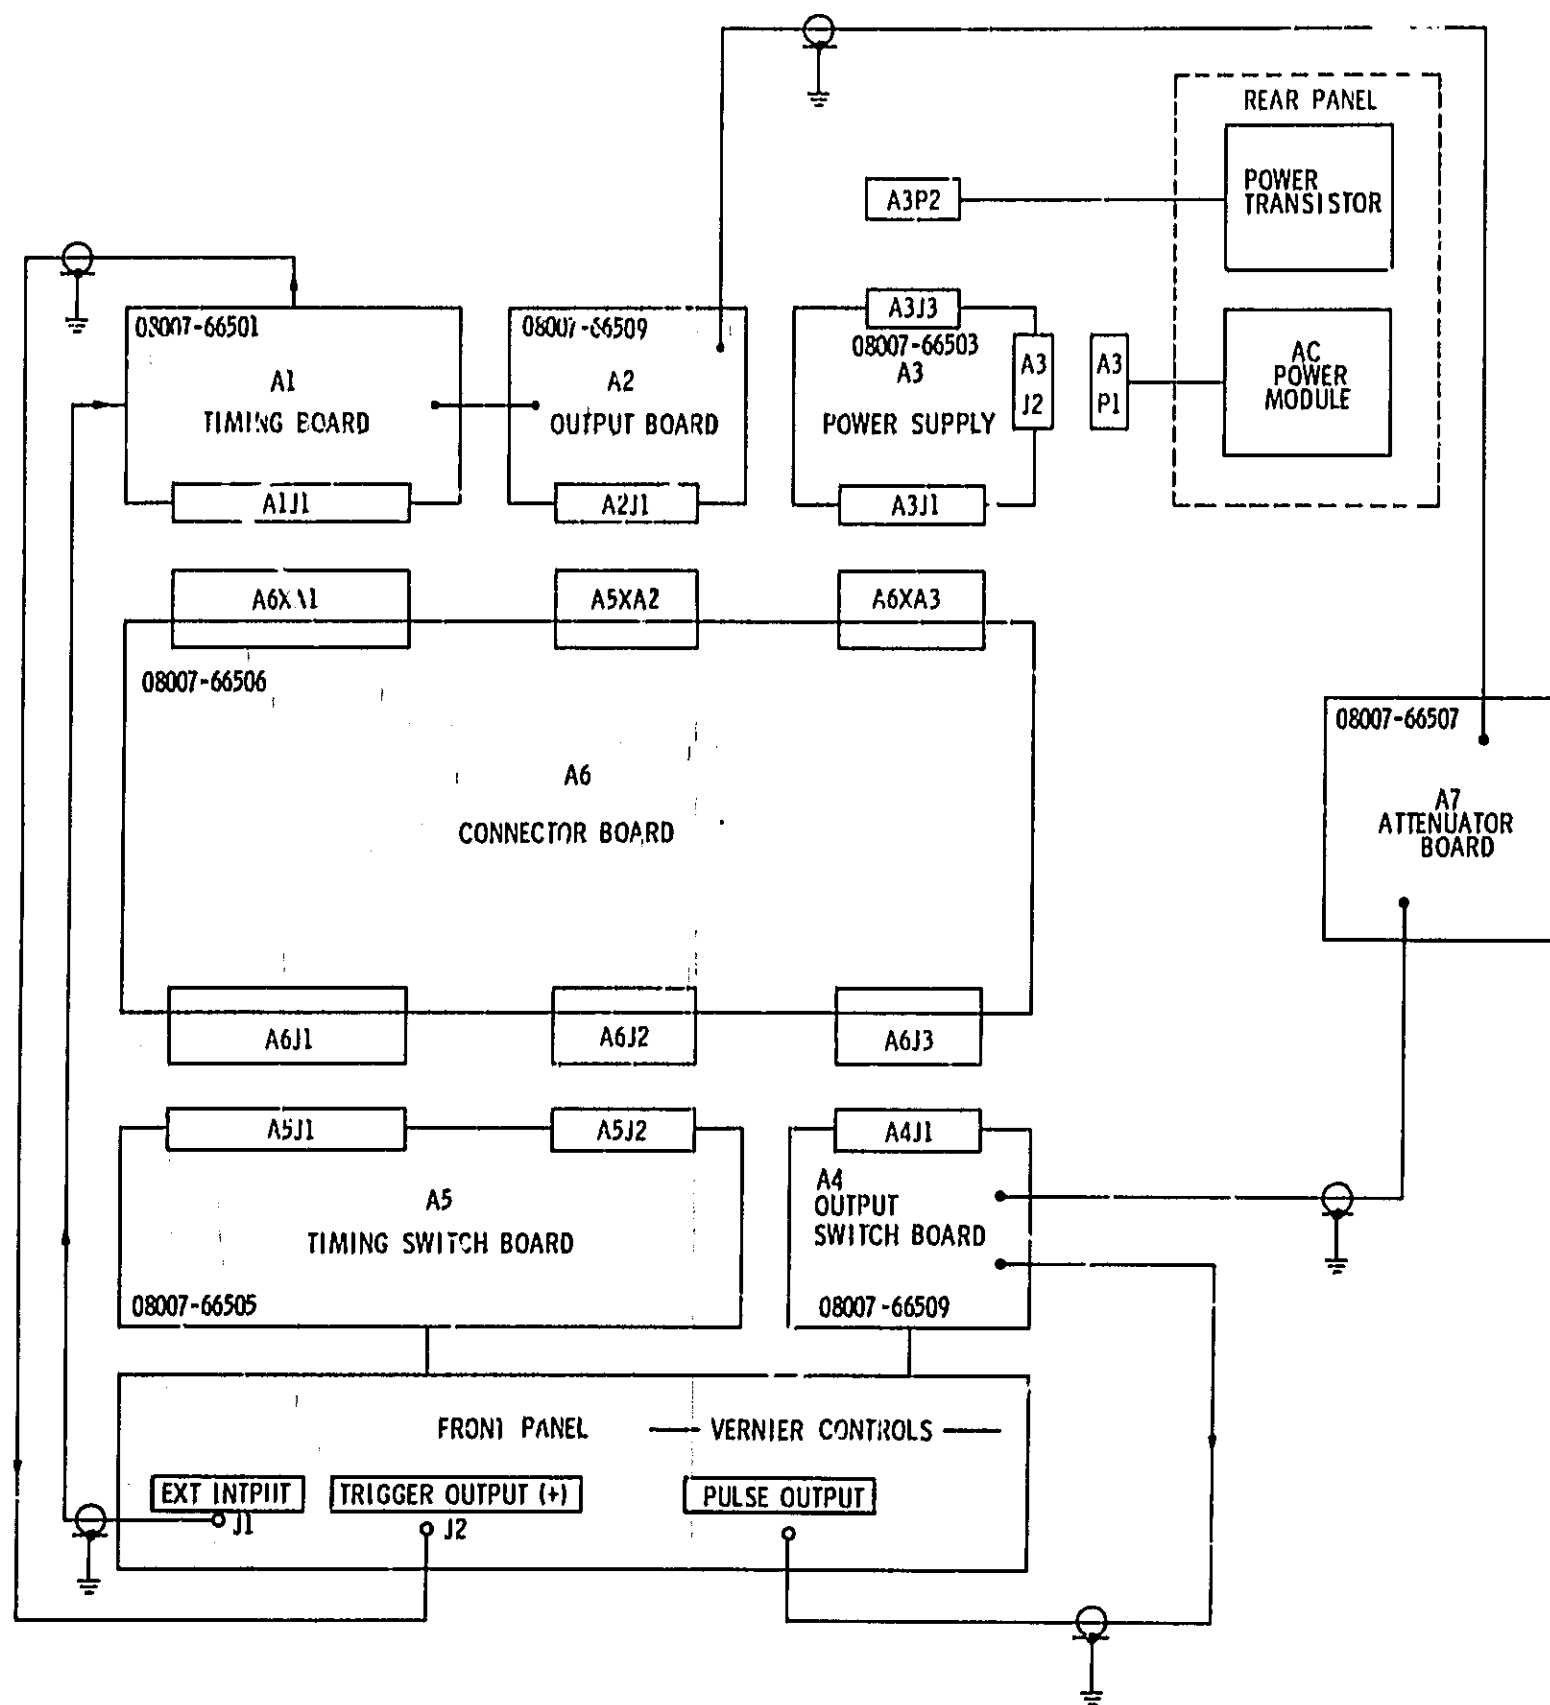 REAR PANEL
POWER
TRANSISTOR
A3P2
08007-66501
A1
TIMING BOARD
A1J1
08007-66509
A2
OUTPUT BOARD
A2J1
A3J3
08007-66503
A3
POWER SUPPLY
A3
J2
A3J1
A3
P1
AC
POWER
MODULE
A6XA1
A5XA2
A6XA3
08007-66506
A6
CONNECTOR BOARD
08007-66507
A7
ATTENUATOR
BOARD
A6J1
A6J2
A6J3
A5J1
A5J2
A4J1
A5
TIMING SWITCH BOARD
08007-66505
A4
OUTPUT
SWITCH BOARD
08007-66509
FRONT PANEL
VERNIER CONTROLS
EXT INTPUT
J1
TRIGGER OUTPUT (+)
J2
PULSE OUTPUT